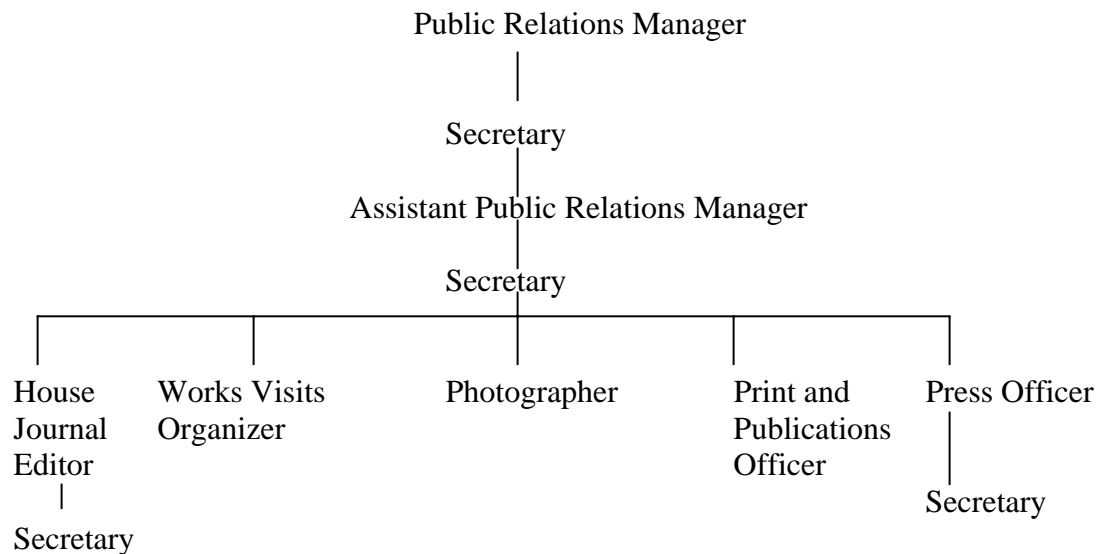 Public Relations Manager
Secretary
Assistant Public Relations Manager
Secretary
House
Journal
Editor
Secretary
Works Visits
Organizer
Photographer
Print and
Publications
Officer
Press Officer
Secretary